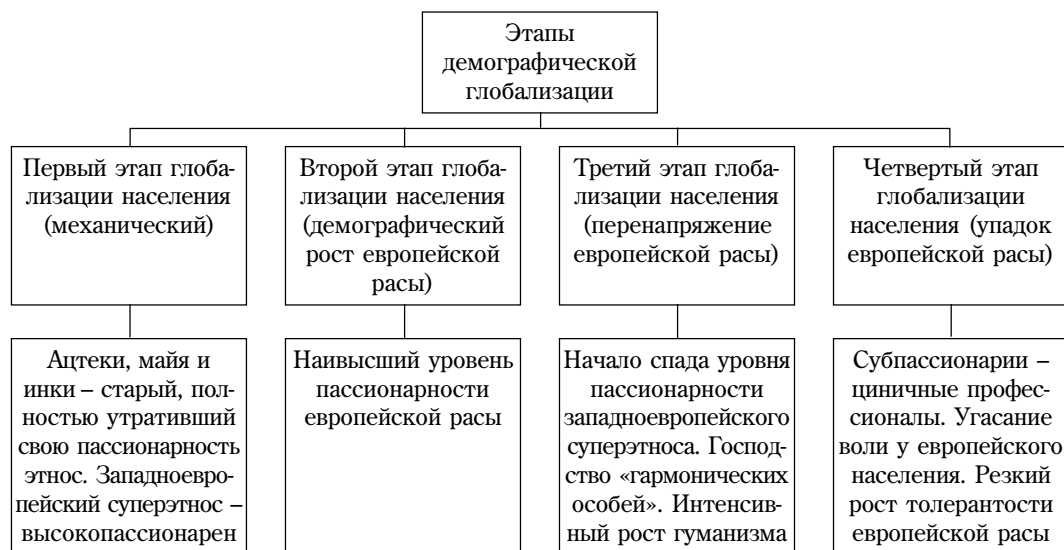 Этапы
демографической
глобализации
Первый этап глоба-
лизации населения
(механический)
Второй этап глоб-
ализации населения
(демографический
рост европейской
расы)
Третий этап глоба-
лизации населения
(перенапряжение
европейской расы)
Четвертый этап
глобализации
населения (упадок
европейской расы)
Ацтеки, майя и
инки – старый, пол-
ностью утративший
свою пассионарность
этнос. Западноевро-
пейский суперэтнос –
высокопассионарен
Наивысший уровень
пассионарности
европейской расы
Начало спада уровня
пассионарности
западноевропейского
суперэтноса. Господ-
ство «гармонических
особей». Интенсив-
ный рост гуманизма
Субпассионарии –
циничные профес-
сионалы. Угасание
воли у европейского
населения. Резкий
рост толерантости
европейской расы